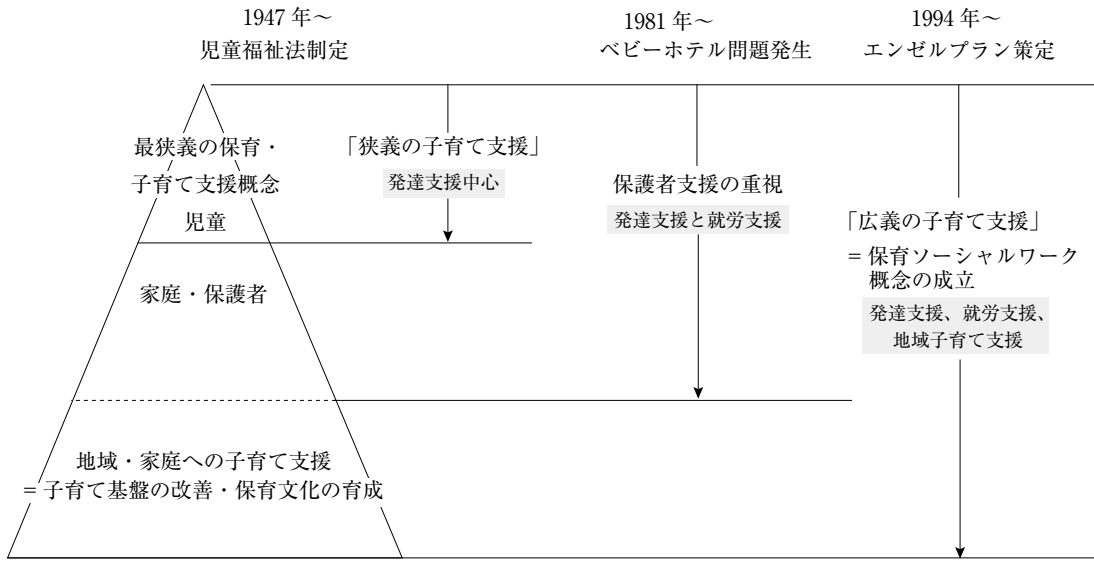 1947 年～
児童福祉法制定
1981 年～
ベビーホテル問題発生
1994 年～
エンゼルプラン策定
最狭義の保育・
子育て支援概念
児童
「狭義の子育て支援」
発達支援中心
保護者支援の重視
発達支援と就労支援
「広義の子育て支援」
= 保育ソーシャルワーク
概念の成立
発達支援、就労支援、
地域子育て支援
家庭・保護者
地域・家庭への子育て支援
= 子育て基盤の改善・保育文化の育成